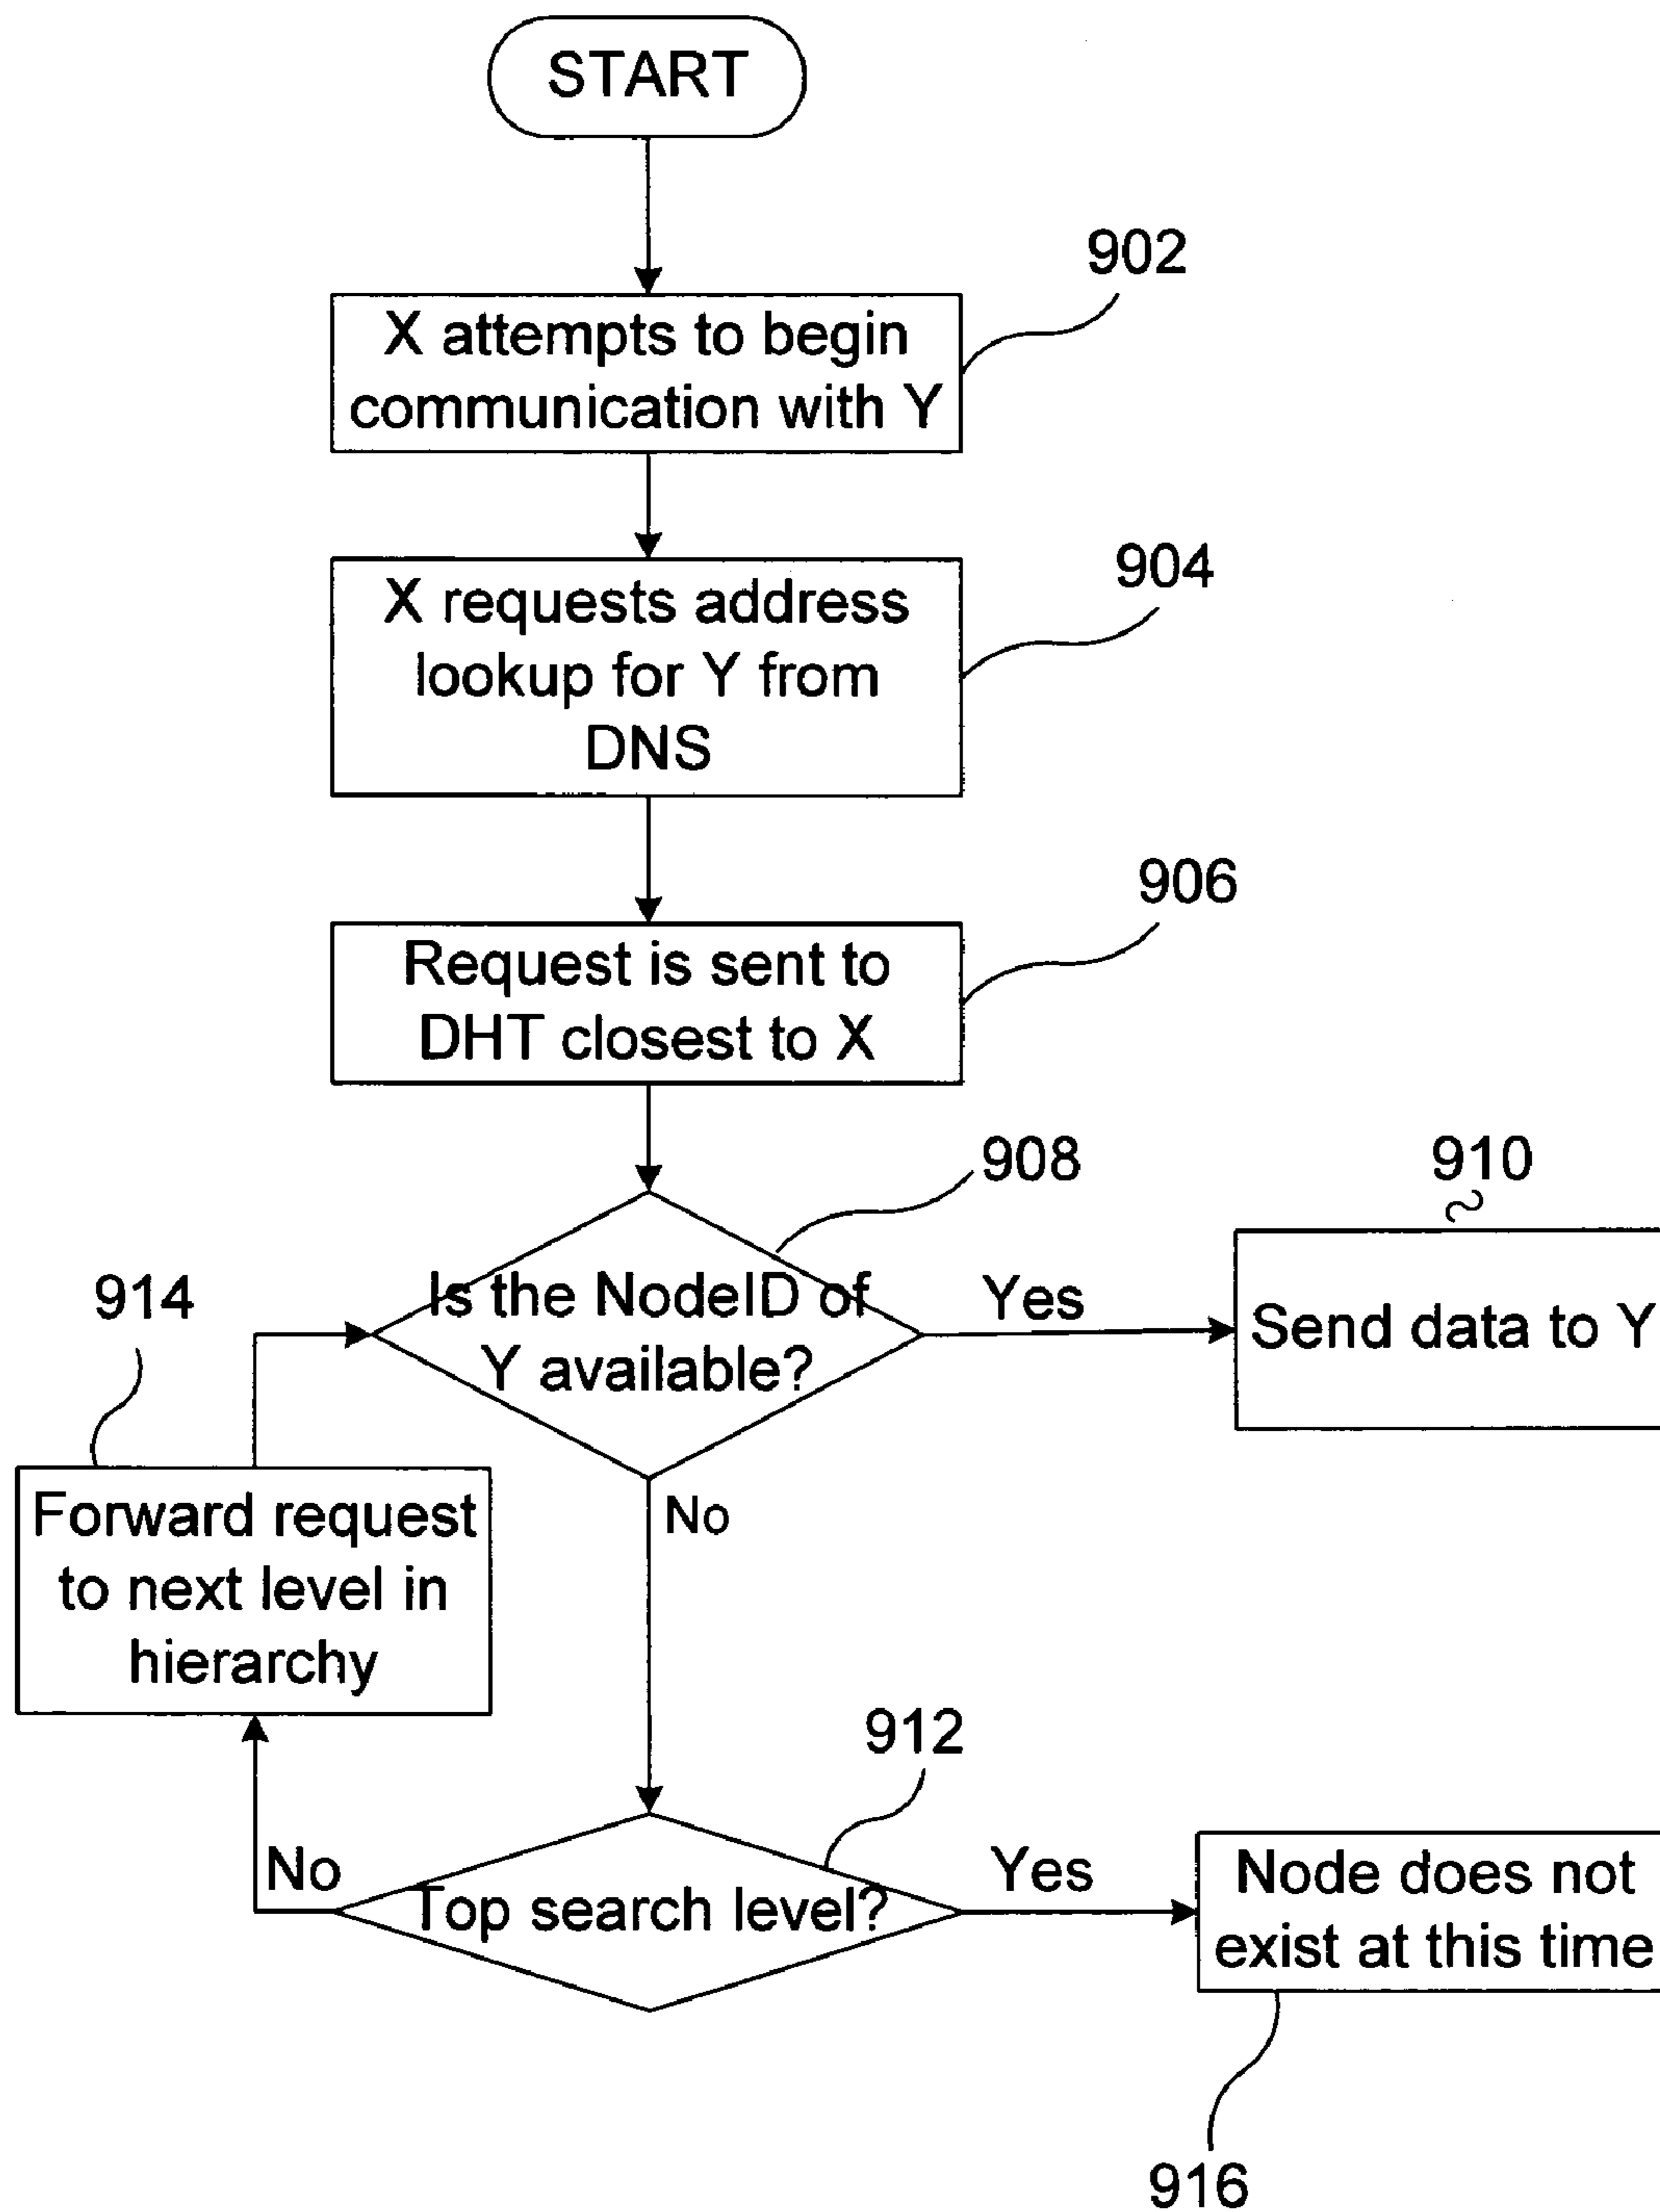 START
902
X attempts to begin
communication with Y
904
X requests address
lookup for Y from
DNS
906
Request is sent to
DHT closest to X
908
910
Is the NodeID of
Y available?
Yes
Send data to Y
914
No
Forward request
to next level in
hierarchy
912
No
Top search level?
Yes
Node does not
exist at this time
916